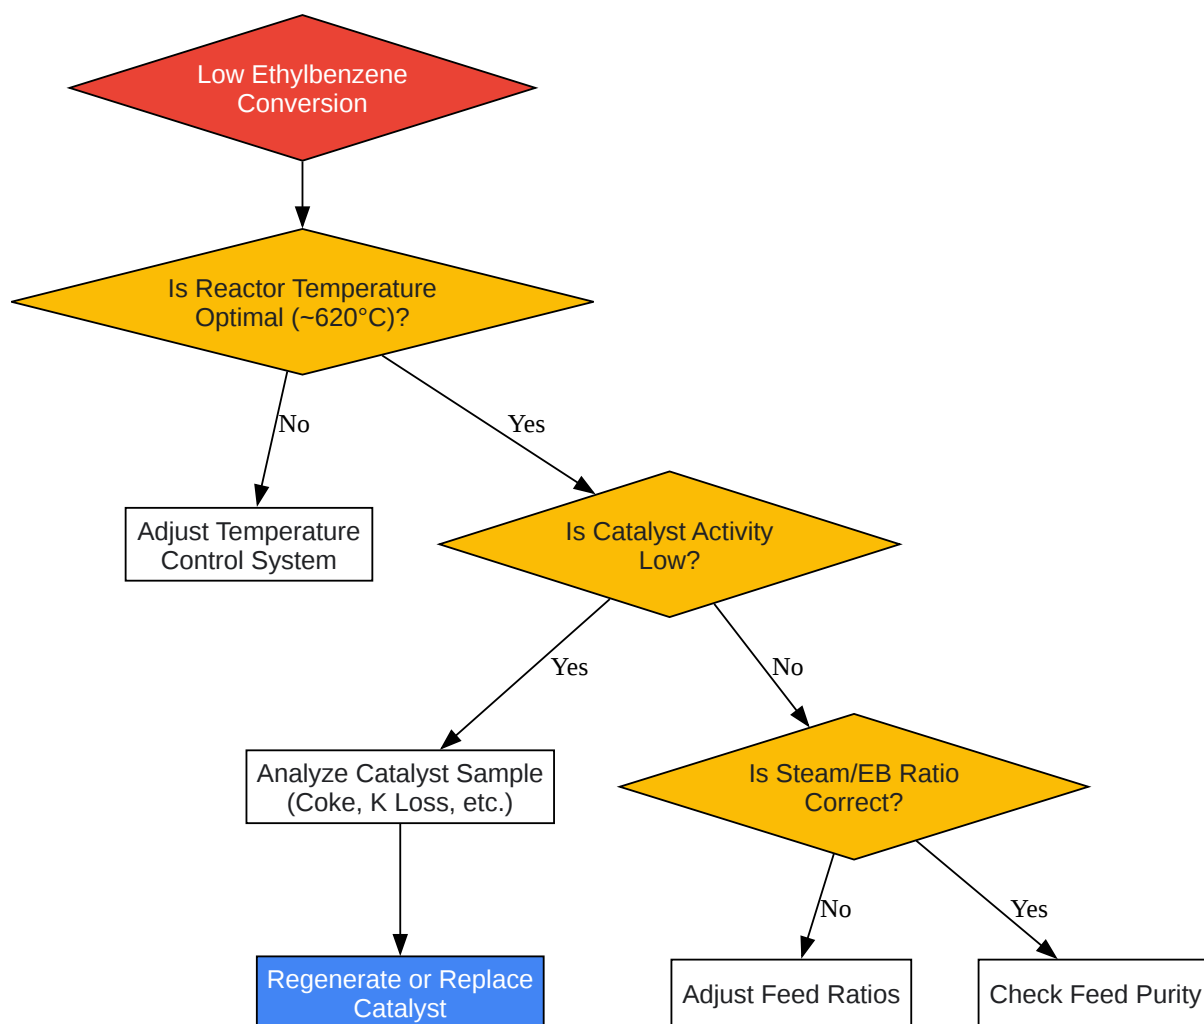 Low Ethylbenzene
Conversion
Is Reactor Temperature
Optimal (~620°C)?
No
Yes
Adjust Temperature
Control System
Is Catalyst Activity
Low?
Yes
No
Analyze Catalyst Sample
(Coke, K Loss, etc.)
Is Steam/EB Ratio
Correct?
No
Yes
Regenerate or Replace
Catalyst
Adjust Feed Ratios
Check Feed Purity